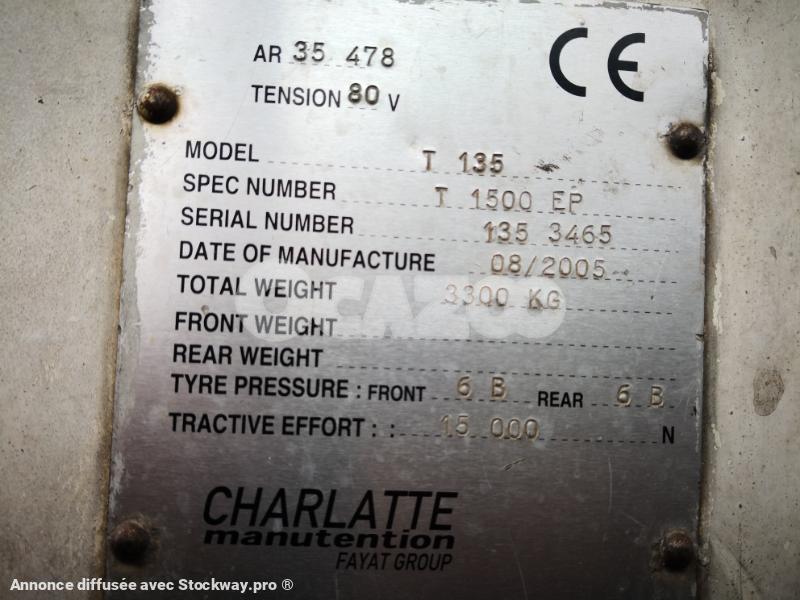 AR 35 478
CE
TENSION 80 V
MODEL T 135
SPEC NUMBER T 1500 EP
SERIAL NUMBER 135 3465
DATE OF MANUFACTURE 08/2005
TOTAL WEIGHT 3300 KG
OCAZOO
FRONT WEIGHT
REAR WEIGHT
TYRE PRESSURE : FRONT 6 B REAR 6 B
TRACTIVE EFFORT : : 15 000 N
CHARLATTE
manutention
FAYAT GROUP
Annonce diffusée avec Stockway.pro ®